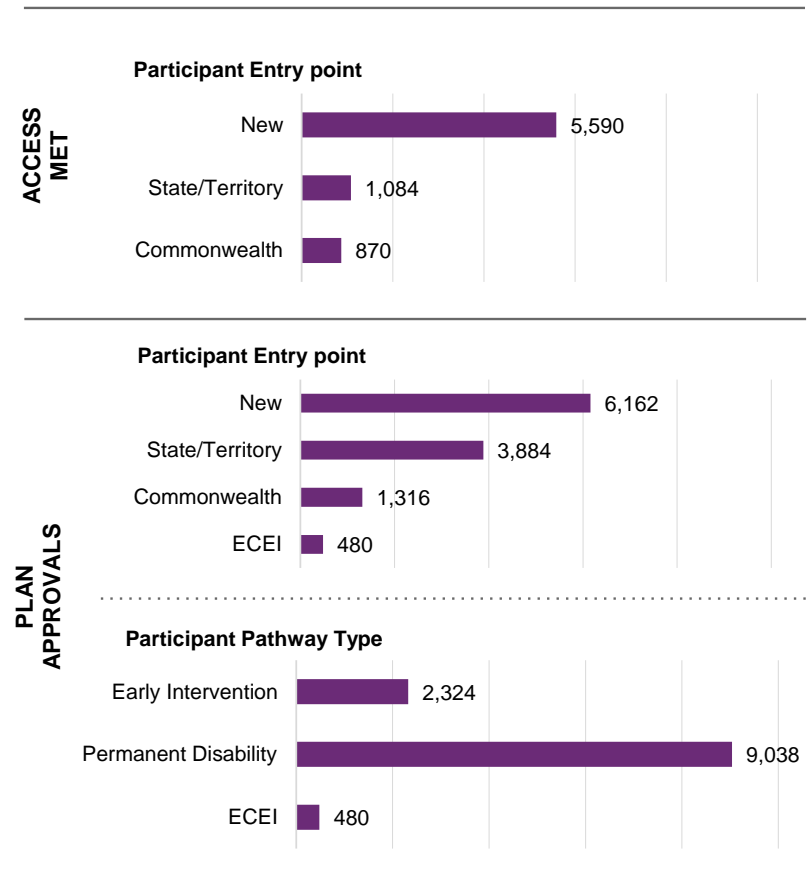 ACCESS
MET
Participant Entry point
New 5,590
State/Territory 1,084
Commonwealth 870
PLAN
APPROVALS
Participant Entry point
New 6,162
State/Territory 3,884
Commonwealth 1,316
ECEI 480
Participant Pathway Type
Early Intervention 2,324
Permanent Disability 9,038
ECEI 480